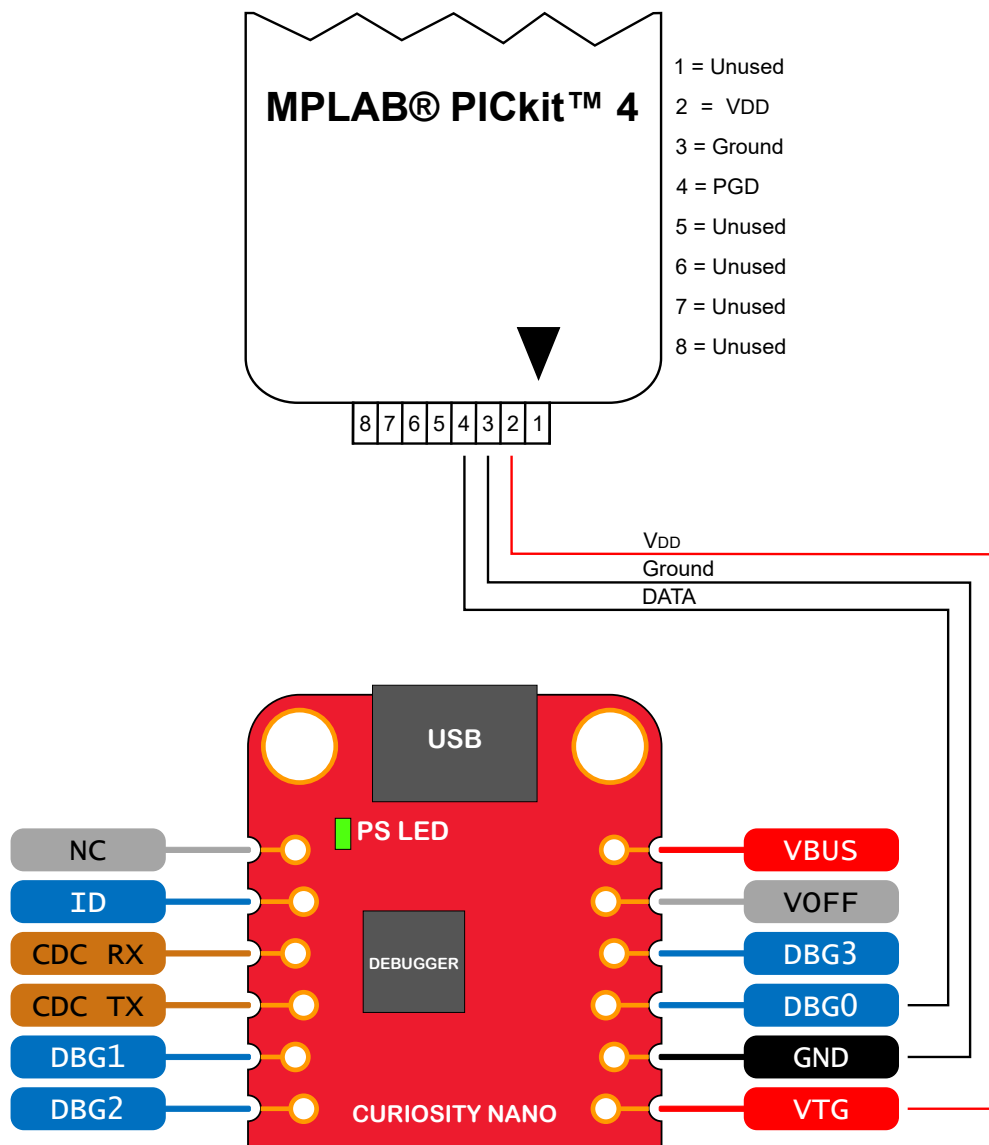 MPLAB® PICkit™ 4
1 = Unused
2 = VDD
3 = Ground
4 = PGD
5 = Unused
6 = Unused
7 = Unused
8 = Unused
8 7 6 5 4 3 2 1
VDD
Ground
DATA
USB
PS LED
NC
VBUS
ID
VOFF
CDC RX
DEBUGGER
DBG3
CDC TX
DBG0
DBG1
GND
DBG2
CURIOSITY NANO
VTG